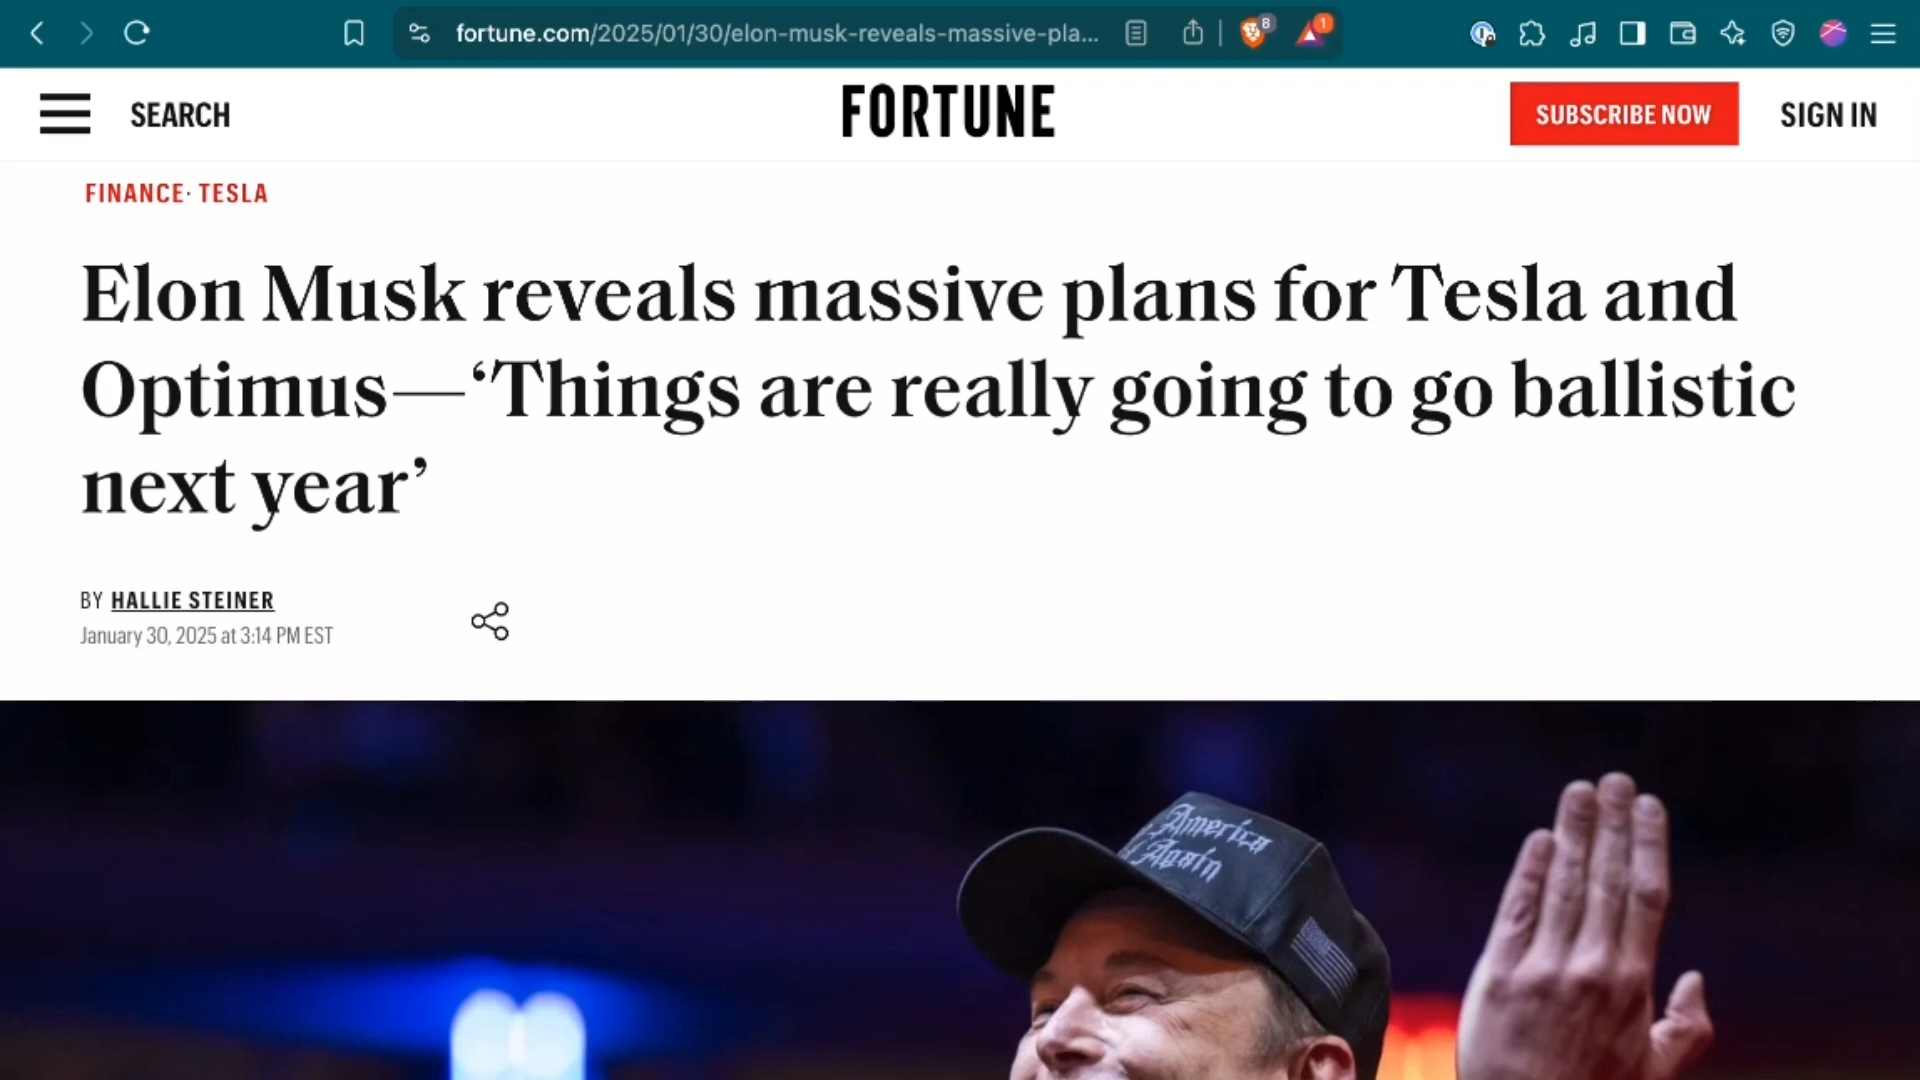 fortune.com/2025/01/30/elon-musk-reveals-massive-pla...
8
1
SEARCH
FORTUNE
SUBSCRIBE NOW
SIGN IN
FINANCE· TESLA
Elon Musk reveals massive plans for Tesla and
Optimus—‘Things are really going to go ballistic
next year’
BY HALLIE STEINER
January 30, 2025 at 3:14 PM EST
America
Again